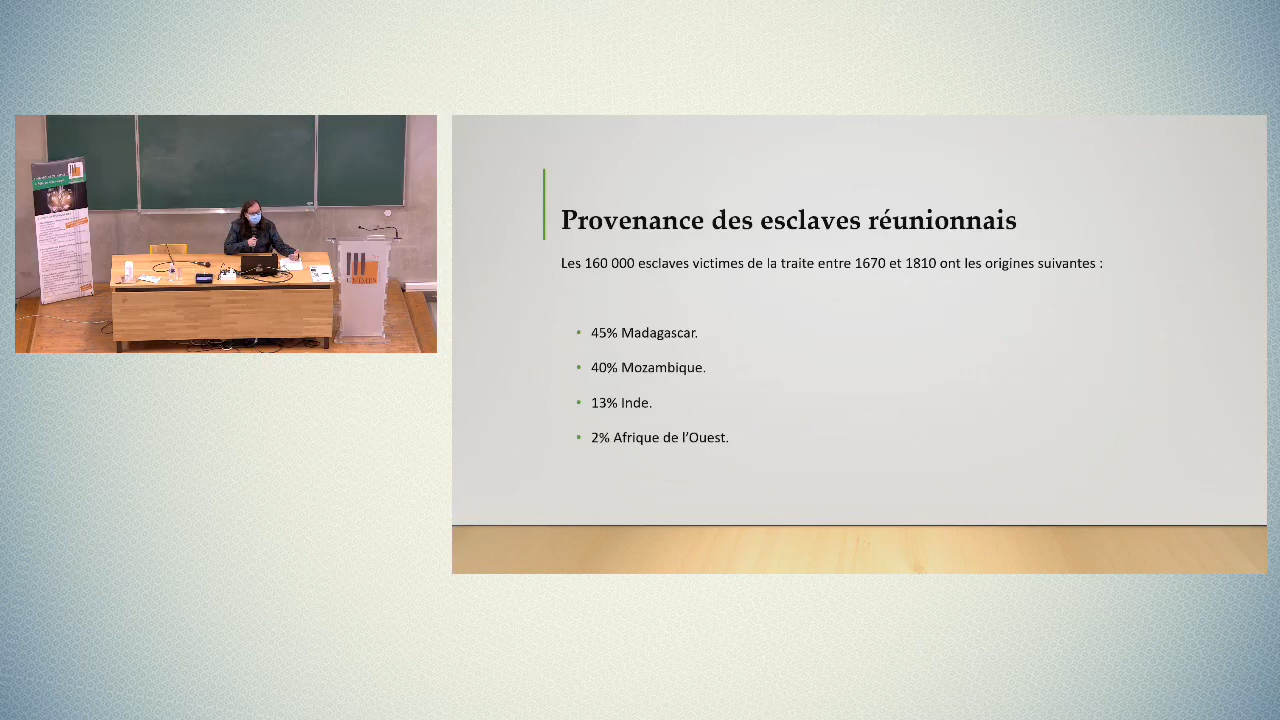 Provenance des esclaves réunionnais
Les 160 000 esclaves victimes de la traite entre 1670 et 1810 ont les origines suivantes :
• 45% Madagascar.
• 40% Mozambique.
• 13% Inde.
• 2% Afrique de l’Ouest.